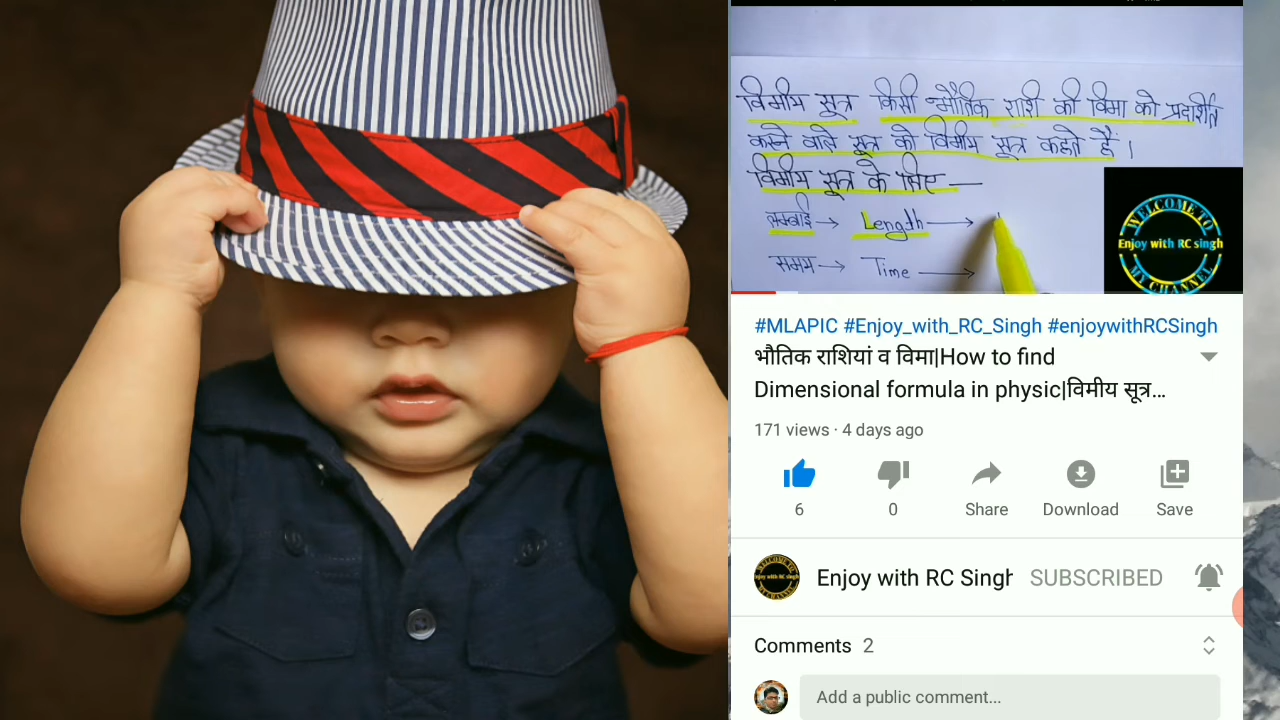 विमीय सूत्र किसी भौतिक राशि की विमा को प्रदर्शित
करने वाले सूत्र को विमीय सूत्र कहते हैं।
विमीय सूत्र के लिए —
लम्बाई → Length →
समय → Time →
WELCOME TO
Enjoy with RC singh
MY CHANNEL
#MLAPIC #Enjoy_with_RC_Singh #enjoywithRCSingh
भौतिक राशियां व विमा|How to find
Dimensional formula in physic|विमीय सूत्र...
171 views · 4 days ago
6 0 Share Download Save
Enjoy with RC Singh SUBSCRIBED
Comments 2
Add a public comment...